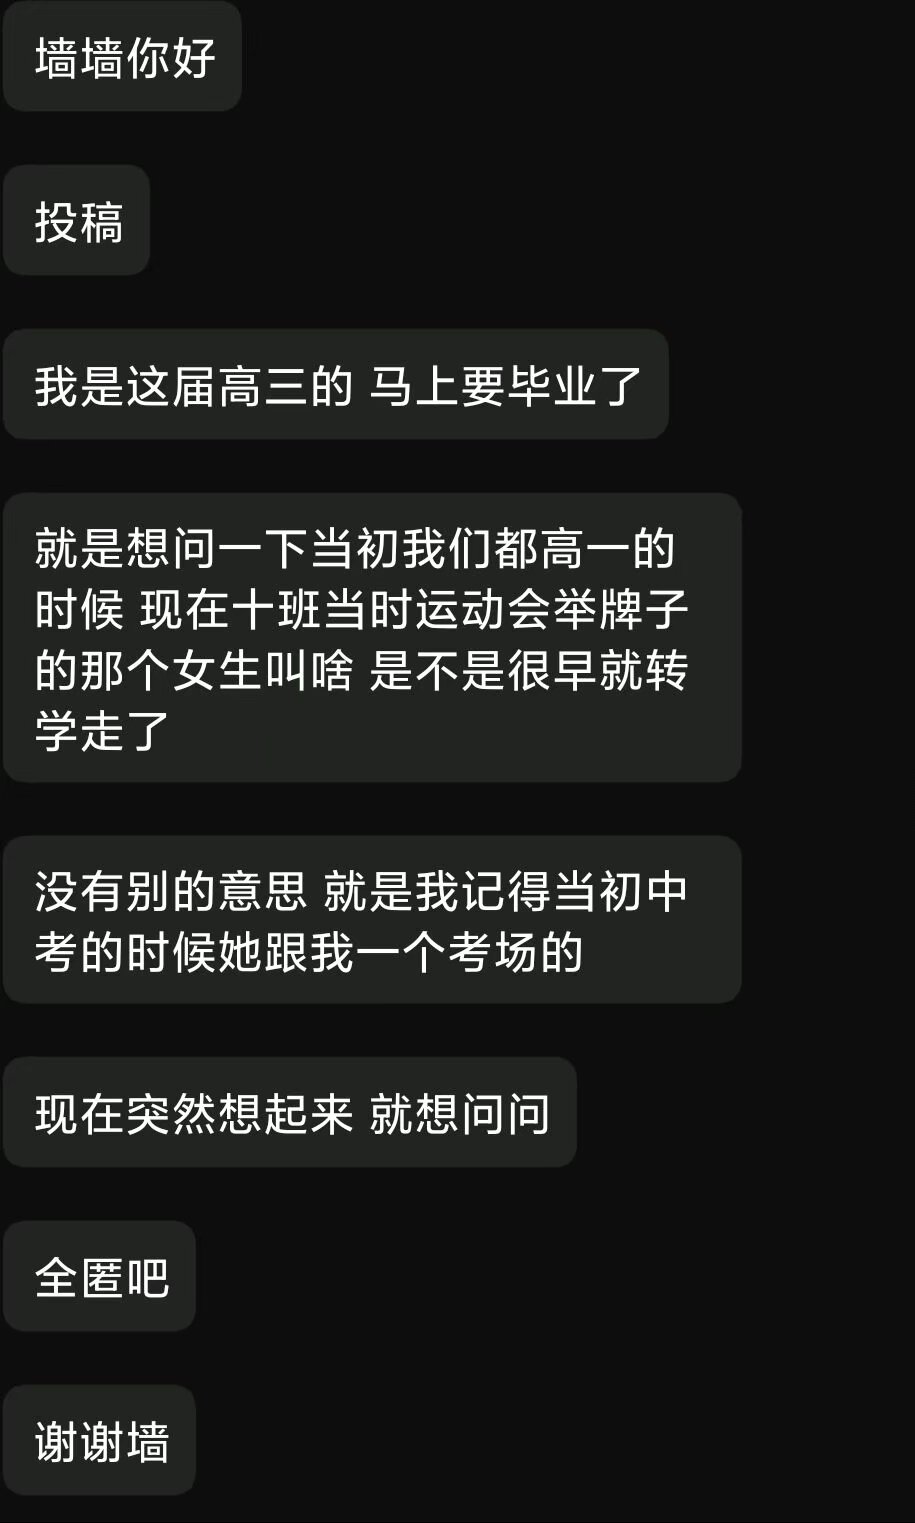 墙墙你好
投稿
我是这届高三的 马上要毕业了
就是想问一下当初我们都高一的
时候 现在十班当时运动会举牌子
的那个女生叫啥 是不是很早就转
学走了
没有别的意思 就是我记得当初中
考的时候她跟我一个考场的
现在突然想起来 就想问问
全匿吧
谢谢墙